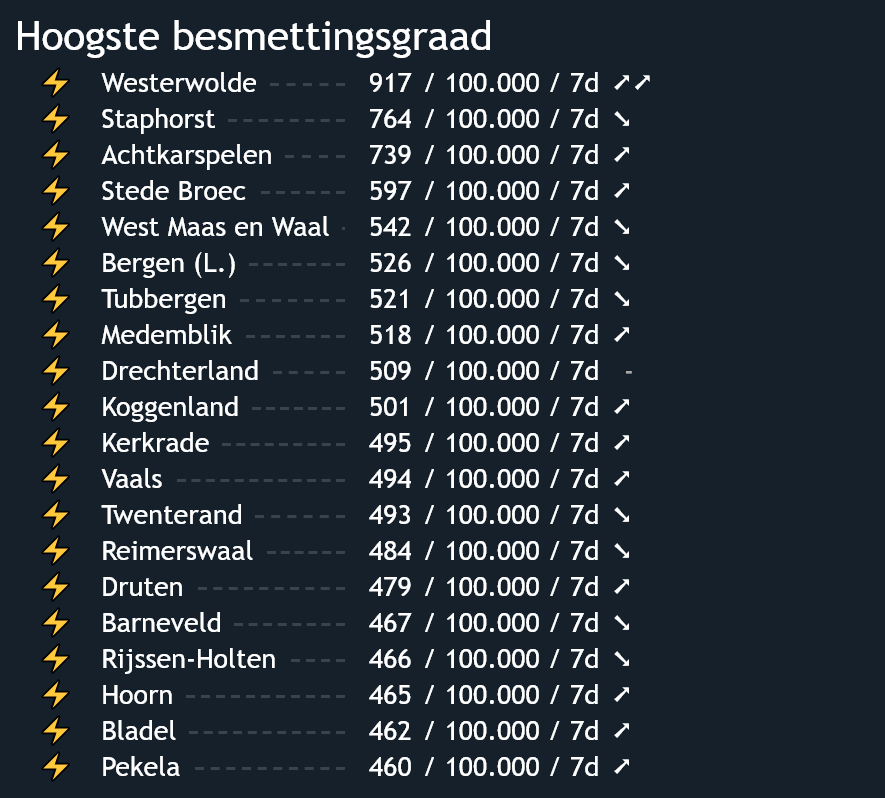 Hoogste besmettingsgraad
⚡ Westerwolde ------ 917 / 100.000 / 7d ➚➚
⚡ Staphorst --------- 764 / 100.000 / 7d ➘
⚡ Achtkarspelen ----- 739 / 100.000 / 7d ➚
⚡ Stede Broec ------- 597 / 100.000 / 7d ➚
⚡ West Maas en Waal - 542 / 100.000 / 7d ➘
⚡ Bergen (L.) -------- 526 / 100.000 / 7d ➘
⚡ Tubbergen -------- 521 / 100.000 / 7d ➘
⚡ Medemblik -------- 518 / 100.000 / 7d ➚
⚡ Drechterland ------ 509 / 100.000 / 7d -
⚡ Koggenland ------- 501 / 100.000 / 7d ➚
⚡ Kerkrade ---------- 495 / 100.000 / 7d ➚
⚡ Vaals ------------- 494 / 100.000 / 7d ➚
⚡ Twenterand ------- 493 / 100.000 / 7d ➘
⚡ Reimerswaal ------ 484 / 100.000 / 7d ➘
⚡ Druten ----------- 479 / 100.000 / 7d ➚
⚡ Barneveld --------- 467 / 100.000 / 7d ➘
⚡ Rijssen-Holten ---- 466 / 100.000 / 7d ➘
⚡ Hoorn ------------ 465 / 100.000 / 7d ➚
⚡ Bladel ------------ 462 / 100.000 / 7d ➚
⚡ Pekela ----------- 460 / 100.000 / 7d ➚